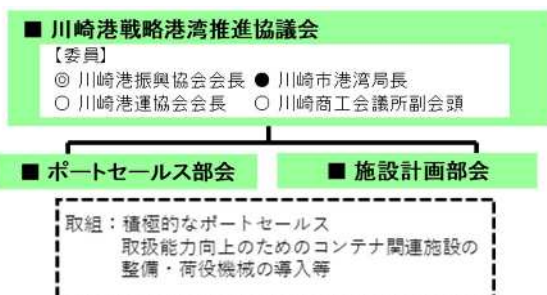 ■ 川崎港戦略港湾推進協議会
【委員】
◎ 川崎港振興協会会長 ● 川崎市港湾局長
○ 川崎港運協会会長 ○ 川崎商工会議所副会頭
■ ポートセールス部会 ■ 施設計画部会
取組：積極的なポートセールス
取扱能力向上のためのコンテナ関連施設の
整備・荷役機械の導入等